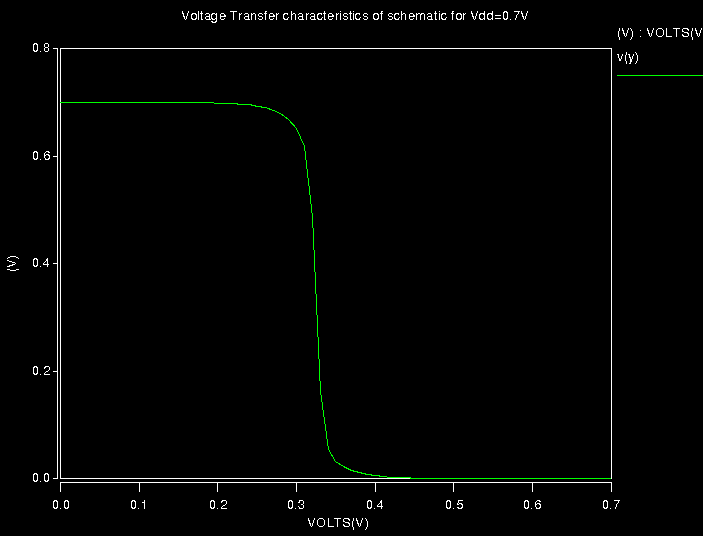 Voltage Transfer characteristics of schematic for Vdd=0.7V
(V) : VOLTS(V
v(y)
0.8
0.6
0.4
0.2
0.0
(V)
0.0 0.1 0.2 0.3 0.4 0.5 0.6 0.7
VOLTS(V)